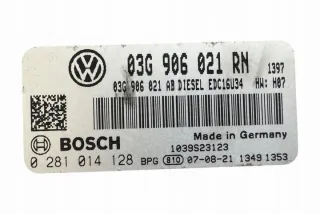 03G 906 021 RN 1397
03G 906 021 AB DIESEL EDC16U34 HW: H07
BOSCH
Made in Germany
1039S23123
0 281 014 128 BPG 810 07-08-21 1349 1353